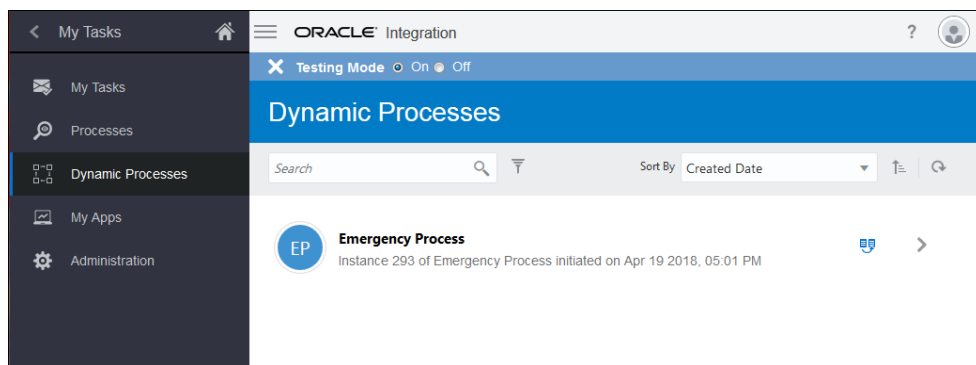 My Tasks
ORACLE Integration
?
Testing Mode On Off
My Tasks
Processes
Dynamic Processes
My Apps
Administration
Dynamic Processes
Search
Sort By Created Date
EP
Emergency Process
Instance 293 of Emergency Process initiated on Apr 19 2018, 05:01 PM